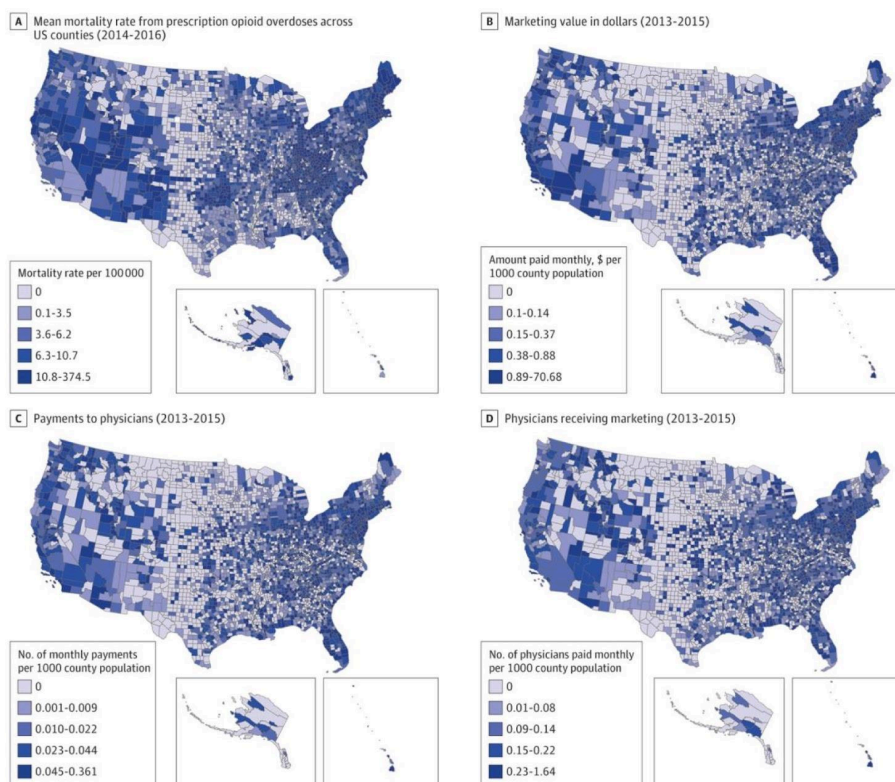 A Mean mortality rate from prescription opioid overdoses across
US counties (2014-2016)
Mortality rate per 100 000
0
0.1-3.5
3.6-6.2
6.3-10.7
10.8-374.5
B Marketing value in dollars (2013-2015)
Amount paid monthly, $ per
1000 county population
0
0.1-0.14
0.15-0.37
0.38-0.88
0.89-70.68
C Payments to physicians (2013-2015)
No. of monthly payments
per 1000 county population
0
0.001-0.009
0.010-0.022
0.023-0.044
0.045-0.361
D Physicians receiving marketing (2013-2015)
No. of physicians paid monthly
per 1000 county population
0
0.01-0.08
0.09-0.14
0.15-0.22
0.23-1.64